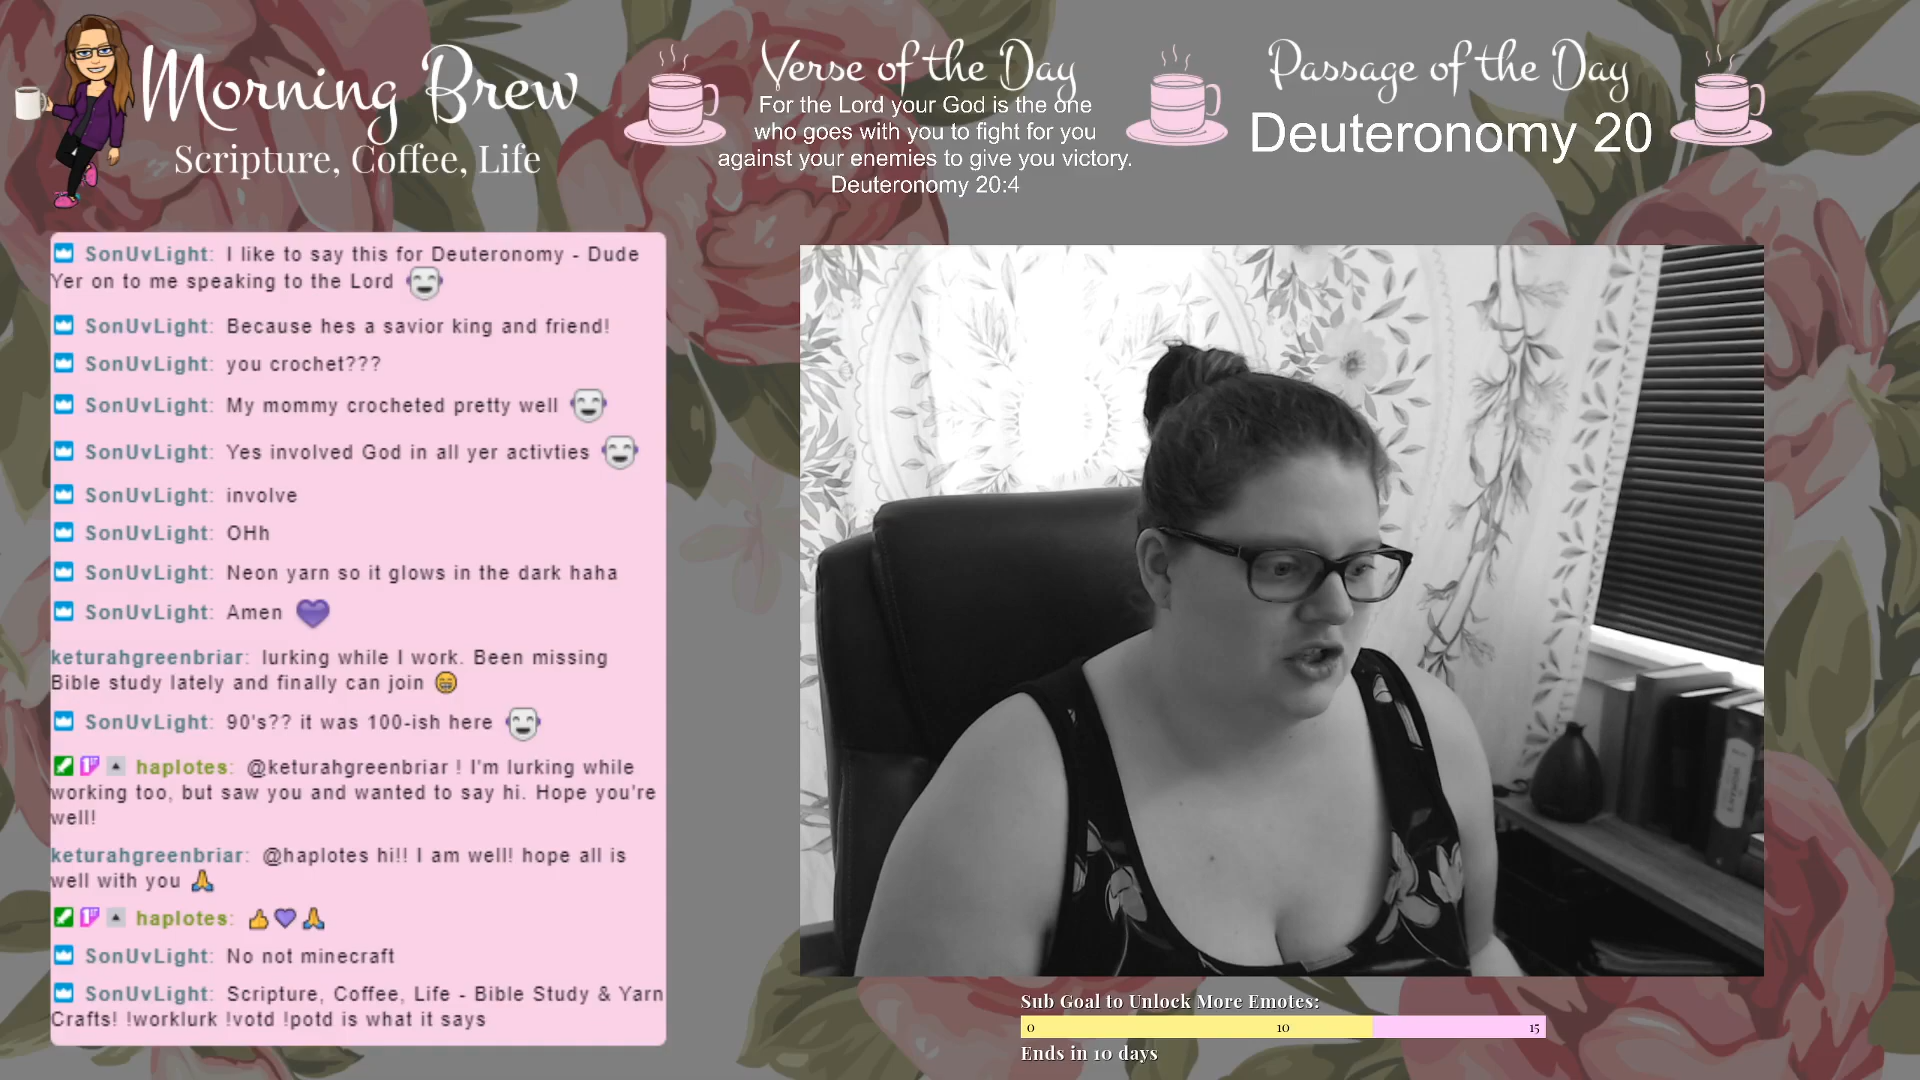 Morning Brew
Scripture, Coffee, Life
Verse of the Day
For the Lord your God is the one
who goes with you to fight for you
against your enemies to give you victory.
Deuteronomy 20:4
Passage of the Day
Deuteronomy 20
SonUvLight: I like to say this for Deuteronomy - Dude
Yer on to me speaking to the Lord
SonUvLight: Because hes a savior king and friend!
SonUvLight: you crochet???
SonUvLight: My mommy crocheted pretty well
SonUvLight: Yes involved God in all yer activties
SonUvLight: involve
SonUvLight: OHh
SonUvLight: Neon yarn so it glows in the dark haha
SonUvLight: Amen 💜
keturahgreenbriar: lurking while I work. Been missing
Bible study lately and finally can join 😁
SonUvLight: 90's?? it was 100-ish here
haplotes: @keturahgreenbriar ! I'm lurking while
working too, but saw you and wanted to say hi. Hope you're
well!
keturahgreenbriar: @haplotes hi!! I am well! hope all is
well with you 🙏
haplotes: 👍💜🙏
SonUvLight: No not minecraft
SonUvLight: Scripture, Coffee, Life - Bible Study & Yarn
Crafts! !worklurk !votd !potd is what it says
Sub Goal to Unlock More Emotes:
0 10 15
Ends in 10 days